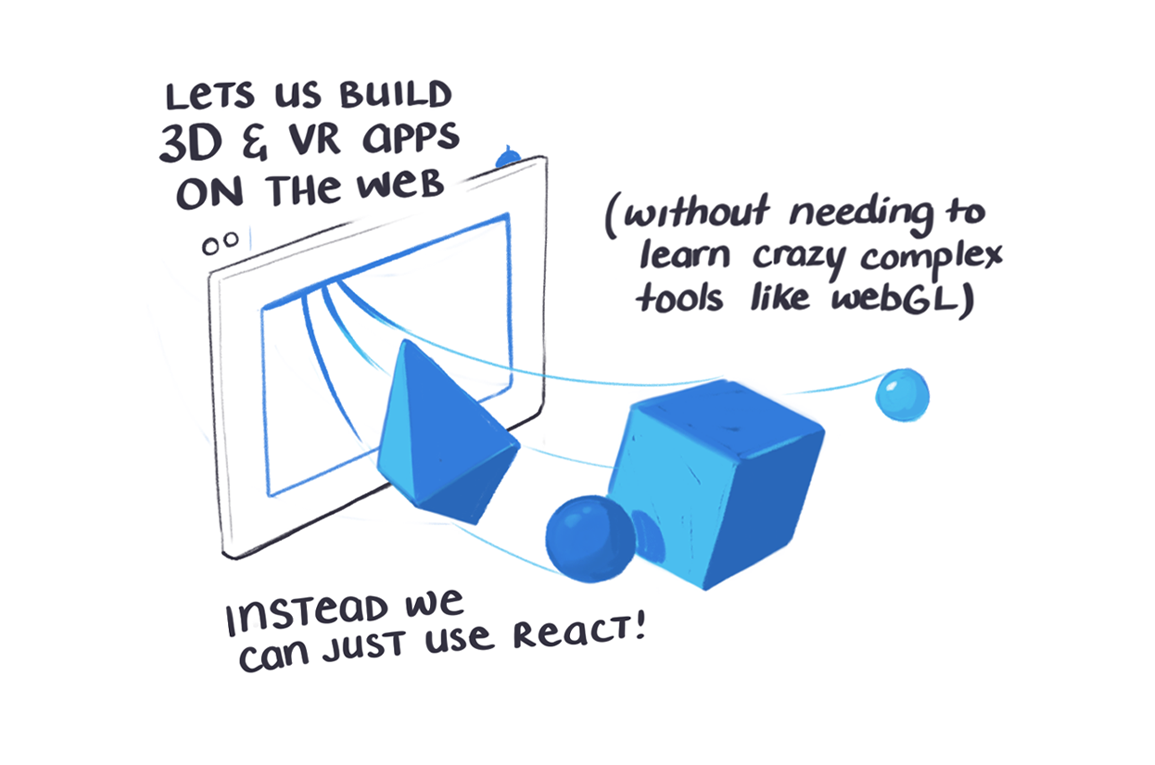 LETS US BUILD
3D & VR APPS
ON THE WEB
(without needing to
learn crazy complex
tools like webGL)
INSTEAD WE
CAN JUST USE REACT!